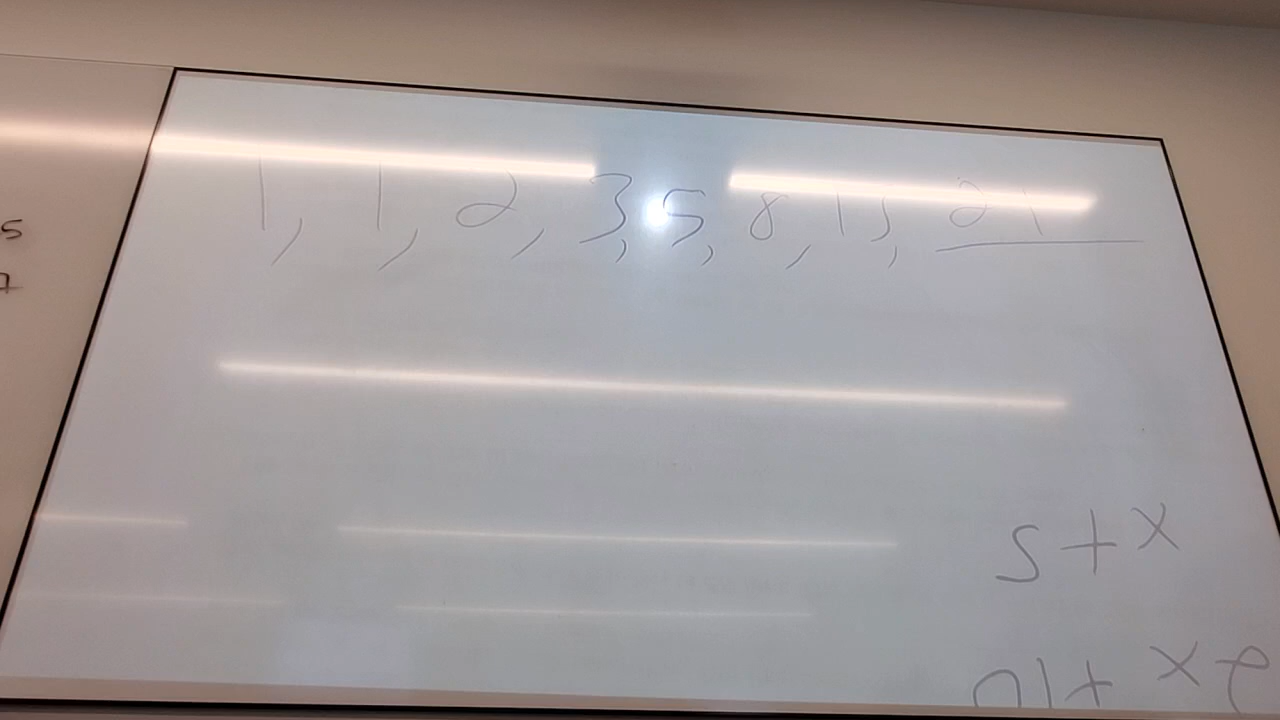 1, 1, 2, 3, 5, 8, 13, 21
x+5